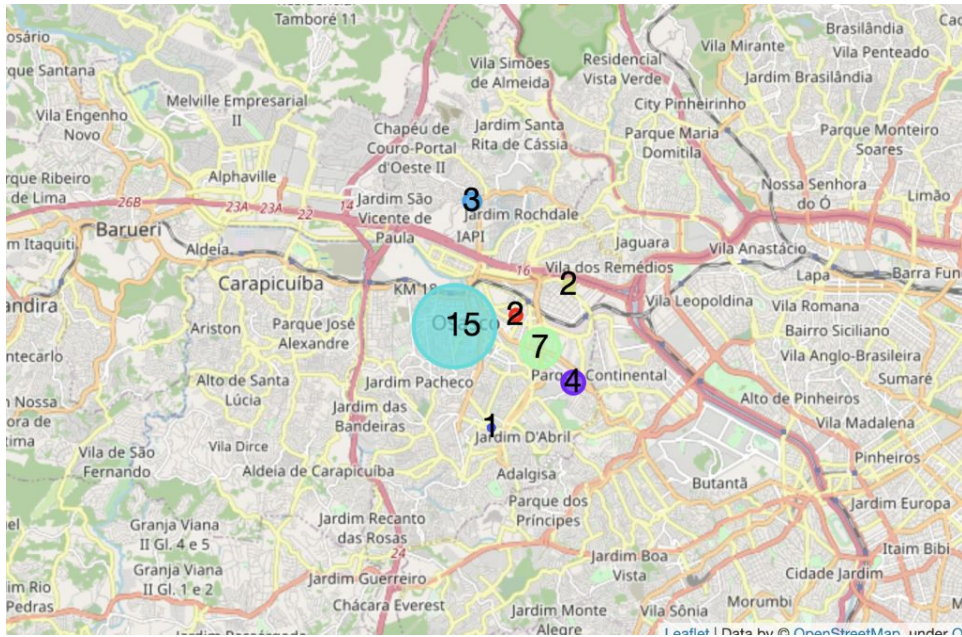 Tamboré 11
Brasilândia
Vila Mirante
Vila Penteado
Vila Simões
de Almeida
Residencial
Vista Verde
Jardim Brasilândia
que Santana
Melville Empresarial
II
City Pinheirinho
Vila Engenho
Novo
Chapéu de
Couro-Portal
d'Oeste II
Jardim Santa
Rita de Cássia
Parque Maria
Domitila
Parque Monteiro
Soares
rque Ribeiro
de Lima
Alphaville
Nossa Senhora
do Ó
Limão
26B
23A
23A
22
14
Jardim São
Vicente de
Paula
3
Jardim Rochdale
IAPI
Barueri
Aldeia
Jaguara
Vila Anastácio
m Itaquiti
16
Vila dos Remédios
Lapa
Barra Fun
andira
Carapicuíba
KM 18
2
Vila Leopoldina
Vila Romana
Ariston
Parque José
Alexandre
15
2
Bairro Siciliano
7
Vila Anglo-Brasileira
ontecarlo
Alto de Santa
Lúcia
Jardim Pacheco
4
Continental
Sumaré
Alto de Pinheiros
Jardim das
Bandeiras
1
Jardim D'Abril
Vila Madalena
Vila de São
Fernando
Vila Dirce
Aldeia de Carapicuíba
Adalgisa
Pinheiros
Butantã
Parque dos
Príncipes
Jardim Europa
Granja Viana
II Gl. 4 e 5
Jardim Recanto
das Rosas
24
Itaim Bibi
Granja Viana
II Gl. 1 e 2
Jardim Guerreiro
Jardim Boa
Vista
Cidade Jardim
im Rio
Pedras
Chácara Everest
Jardim Monte
Alegre
Vila Sônia
Morumbi
Leaflet | Data by © OpenStreetMap, under O